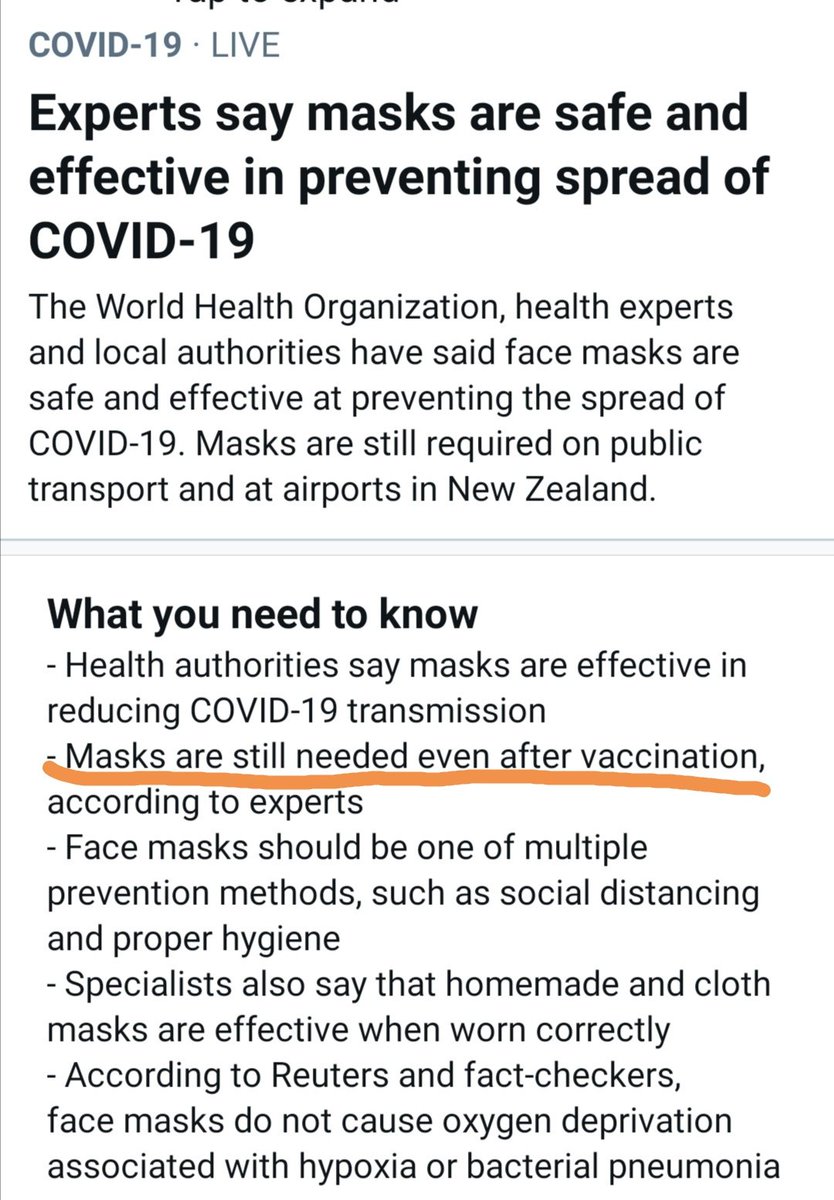 COVID-19 · LIVE
Experts say masks are safe and
effective in preventing spread of
COVID-19
The World Health Organization, health experts
and local authorities have said face masks are
safe and effective at preventing the spread of
COVID-19. Masks are still required on public
transport and at airports in New Zealand.
What you need to know
- Health authorities say masks are effective in
reducing COVID-19 transmission
- Masks are still needed even after vaccination,
according to experts
- Face masks should be one of multiple
prevention methods, such as social distancing
and proper hygiene
- Specialists also say that homemade and cloth
masks are effective when worn correctly
- According to Reuters and fact-checkers,
face masks do not cause oxygen deprivation
associated with hypoxia or bacterial pneumonia